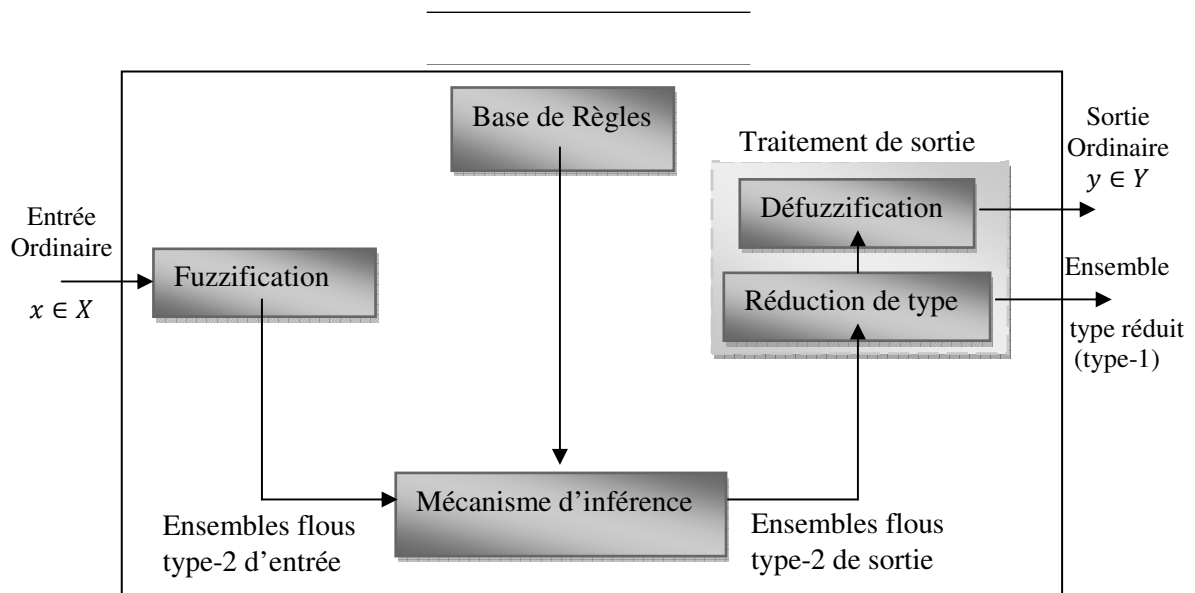 Base de Règles
Traitement de sortie
Sortie
Ordinaire
y ∈ Y
Défuzzification
Entrée
Ordinaire
x ∈ X
Fuzzification
Réduction de type
Ensemble
type réduit
(type-1)
Mécanisme d’inférence
Ensembles flous
type-2 d’entrée
Ensembles flous
type-2 de sortie